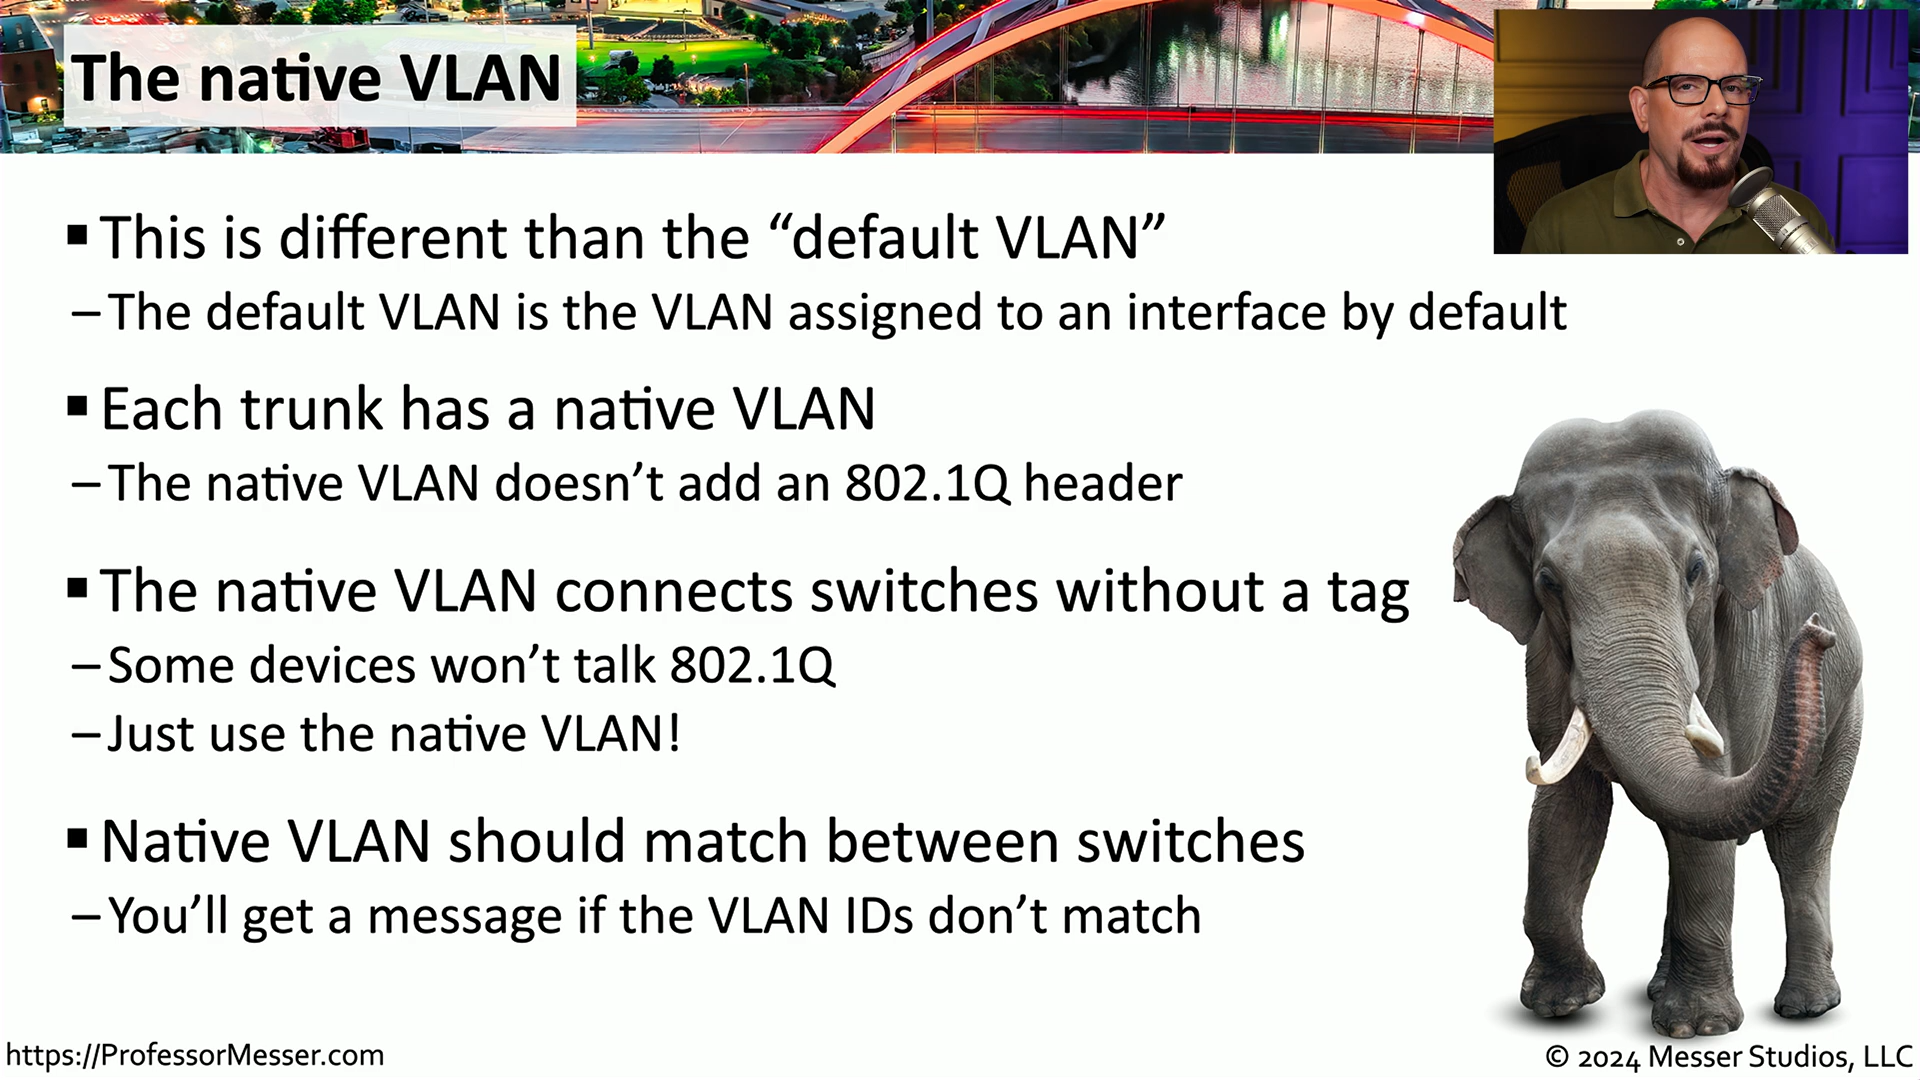 The native VLAN
▪ This is different than the “default VLAN”
– The default VLAN is the VLAN assigned to an interface by default
▪ Each trunk has a native VLAN
– The native VLAN doesn’t add an 802.1Q header
▪ The native VLAN connects switches without a tag
– Some devices won’t talk 802.1Q
– Just use the native VLAN!
▪ Native VLAN should match between switches
– You’ll get a message if the VLAN IDs don’t match
https://ProfessorMesser.com
© 2024 Messer Studios, LLC